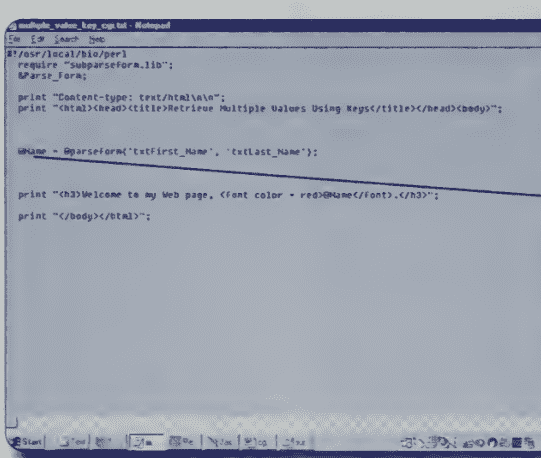 multiple_value_key_cgi.txt - Notepad
File Edit Search Help
#!/usr/local/bin/perl
require "subparseform.lib";
&Parse_Form;
print "Content-type: text/html\n\n";
print "<html><head><title>Retrieve Multiple Values Using Keys</title></head><body>";
@Name = @parseForm{'txtFirst_Name', 'txtLast_Name'};
print "<h3>Welcome to my Web page, <font color = red>@Name</font>.</h3>";
print "</body></html>";
Start